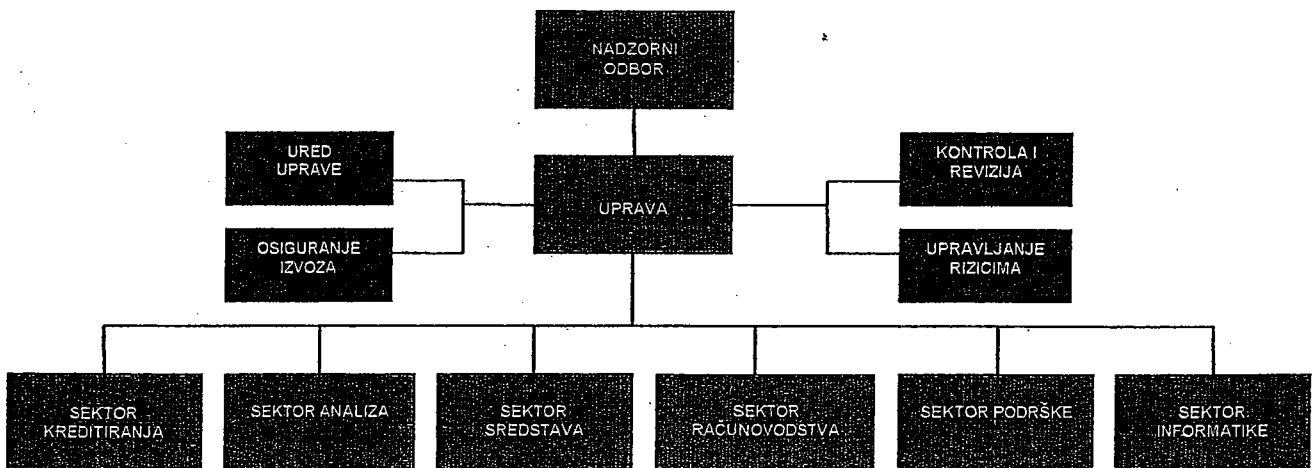 NADZORNI
ODBOR
URED
UPRAVE
KONTROLA I
REVIZIJA
UPRAVA
OSIGURANJE
IZVOZA
UPRAVLJANJE
RIZICIMA
SEKTOR
KREDITIRANJA
SEKTOR ANALIZA
SEKTOR
SREDSTAVA
SEKTOR
RAČUNOVODSTVA
SEKTOR PODRŠKE
SEKTOR
INFORMATIKE